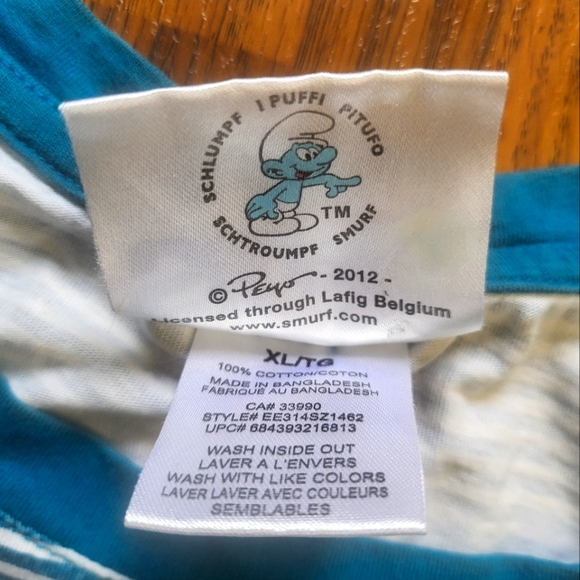 SCHLUMPF I PUFFI PITUFO
SCHTROUMPF SMURF
TM
© Peyo - 2012 -
Licensed through Lafig Belgium
www.smurf.com
XL/TG
100% COTTON/COTON
MADE IN BANGLADESH
FABRIQUÉ AU BANGLADESH
CA# 33990
STYLE# EE314SZ1462
UPC# 684393216813
WASH INSIDE OUT
LAVER A L'ENVERS
WASH WITH LIKE COLORS
LAVER LAVER AVEC COULEURS
SEMBLABLES